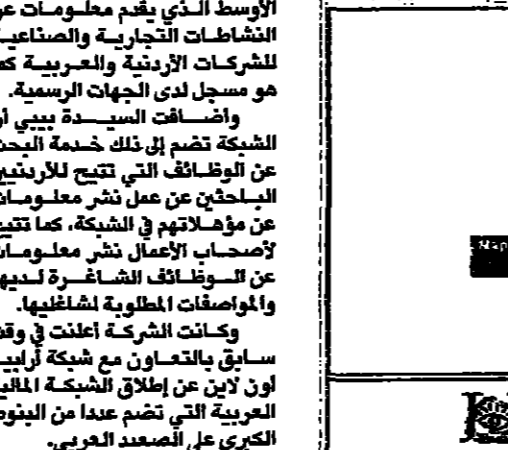 الأوسط الذي يقدم معلومات عن
النشاطات التجارية والصناعية
للشركات الأردنية والعربية كما
هو مسجل لدى الجهات الرسمية.
وأضافت السيدة بيبي أن
الشبكة تضم إلى ذلك خدمة البحث
عن الوظائف التي تتيح للأردنيين
الباحثين عن عمل نشر معلومات
عن مؤهلاتهم في الشبكة، كما تتيح
لأصحاب الأعمال نشر معلومات
عن الوظائف الشاغرة لديهم
والمواصفات المطلوبة لشاغليها.
وكانت الشركة أعلنت في وقت
سابق بالتعاون مع شبكة أرابيا
اون لاين عن إطلاق الشبكة المالية
العربية التي تضم عددا من البنوك
الكبرى على الصعيد العربي.